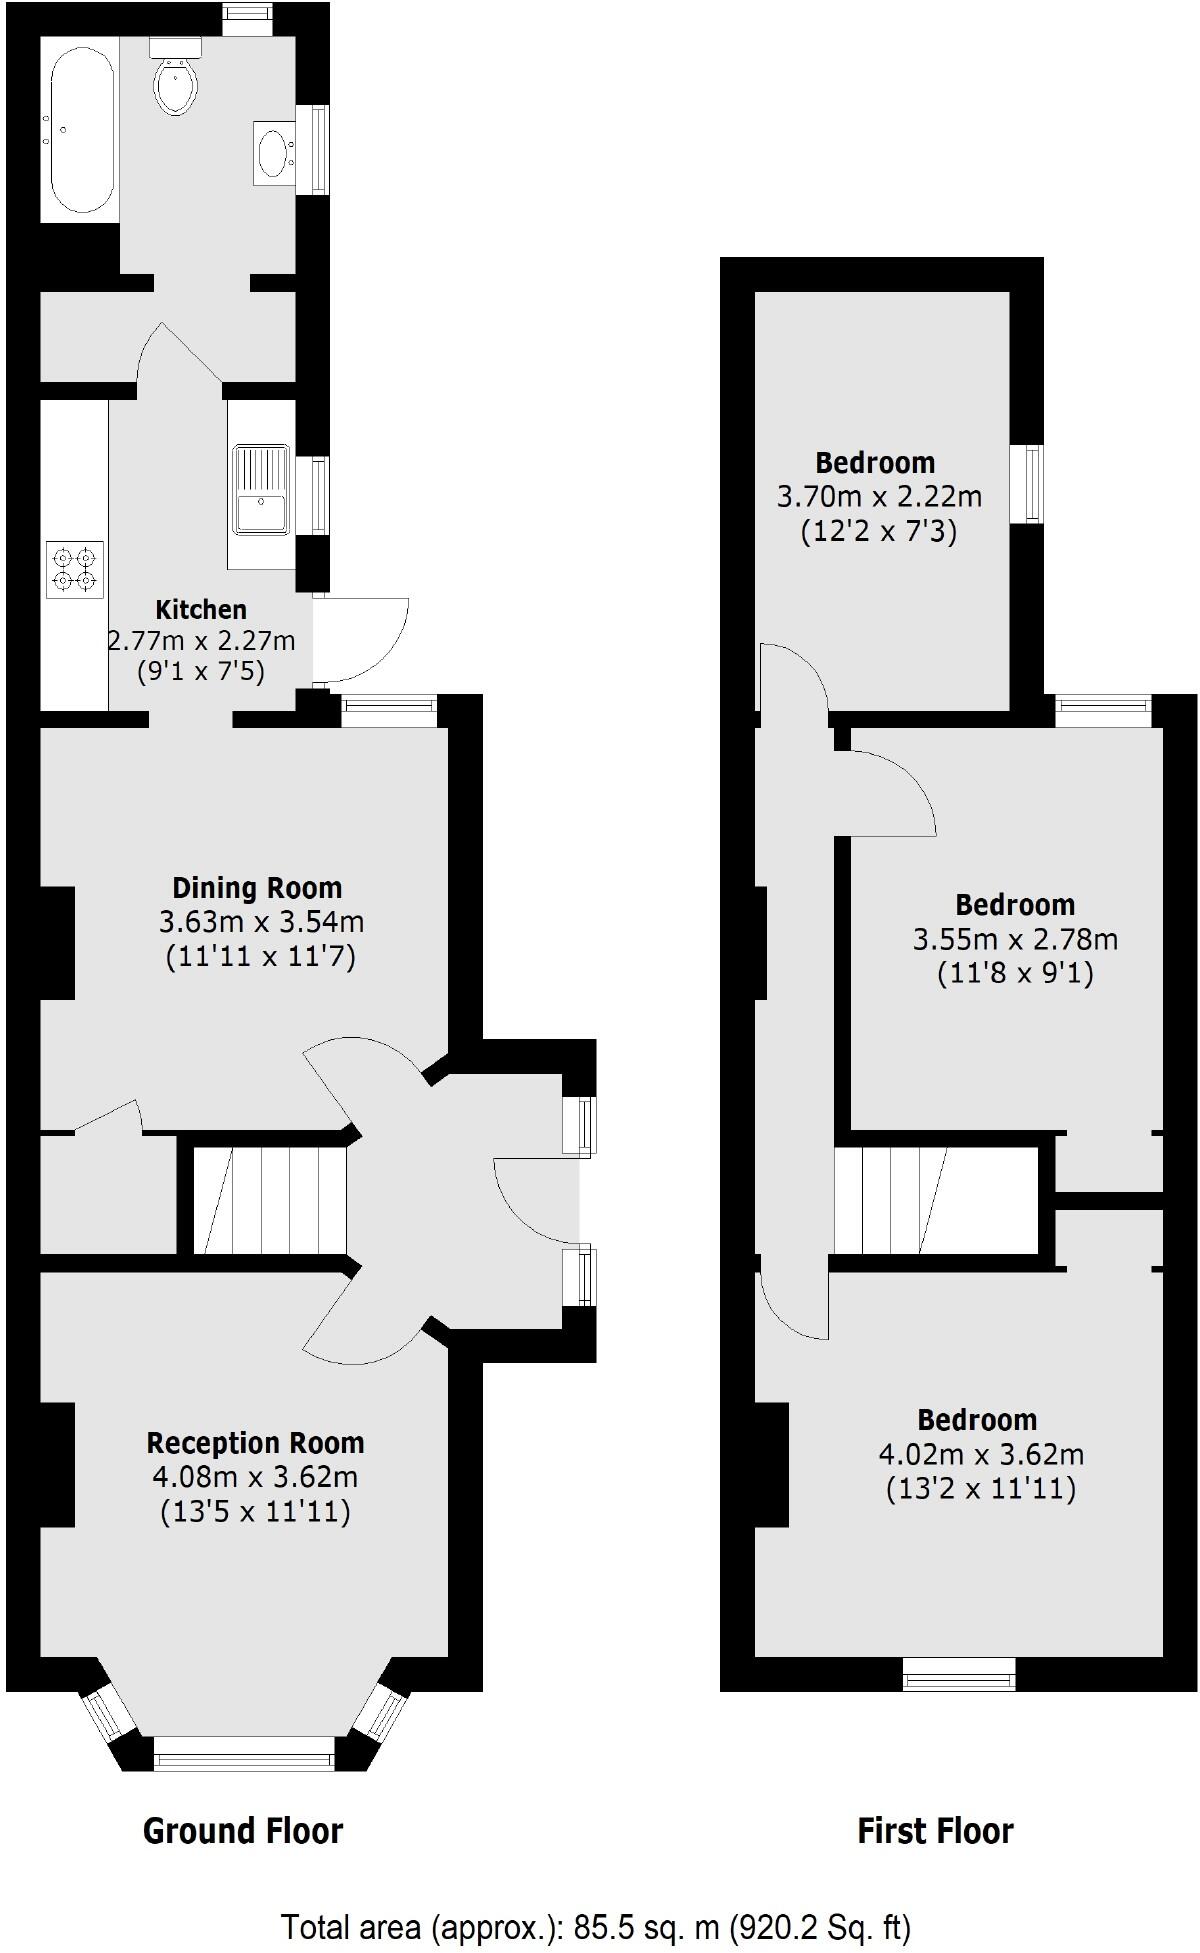 Kitchen
2.77m x 2.27m
(9'1 x 7'5)
Dining Room
3.63m x 3.54m
(11'11 x 11'7)
Reception Room
4.08m x 3.62m
(13'5 x 11'11)
Ground Floor
Bedroom
3.70m x 2.22m
(12'2 x 7'3)
Bedroom
3.55m x 2.78m
(11'8 x 9'1)
Bedroom
4.02m x 3.62m
(13'2 x 11'11)
First Floor
Total area (approx.): 85.5 sq. m (920.2 Sq. ft)